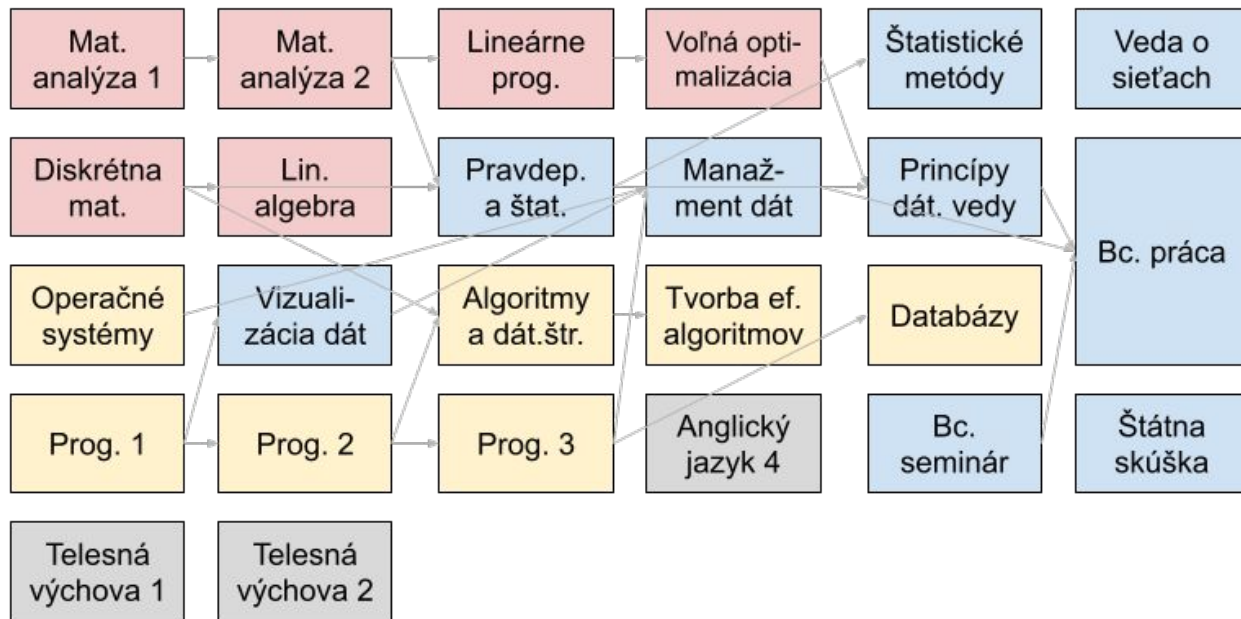 Mat.
analýza 1
Mat.
analýza 2
Lineárne
prog.
Voľná opti-
malizácia
Štatistické
metódy
Veda o
sieťach
Diskrétna
mat.
Lin.
algebra
Pravdep.
a štat.
Manaž-
ment dát
Princípy
dát. vedy
Bc. práca
Operačné
systémy
Vizuali-
zácia dát
Algoritmy
a dát.štr.
Tvorba ef.
algoritmov
Databázy
Prog. 1
Prog. 2
Prog. 3
Anglický
jazyk 4
Bc.
seminár
Štátna
skúška
Telesná
výchova 1
Telesná
výchova 2